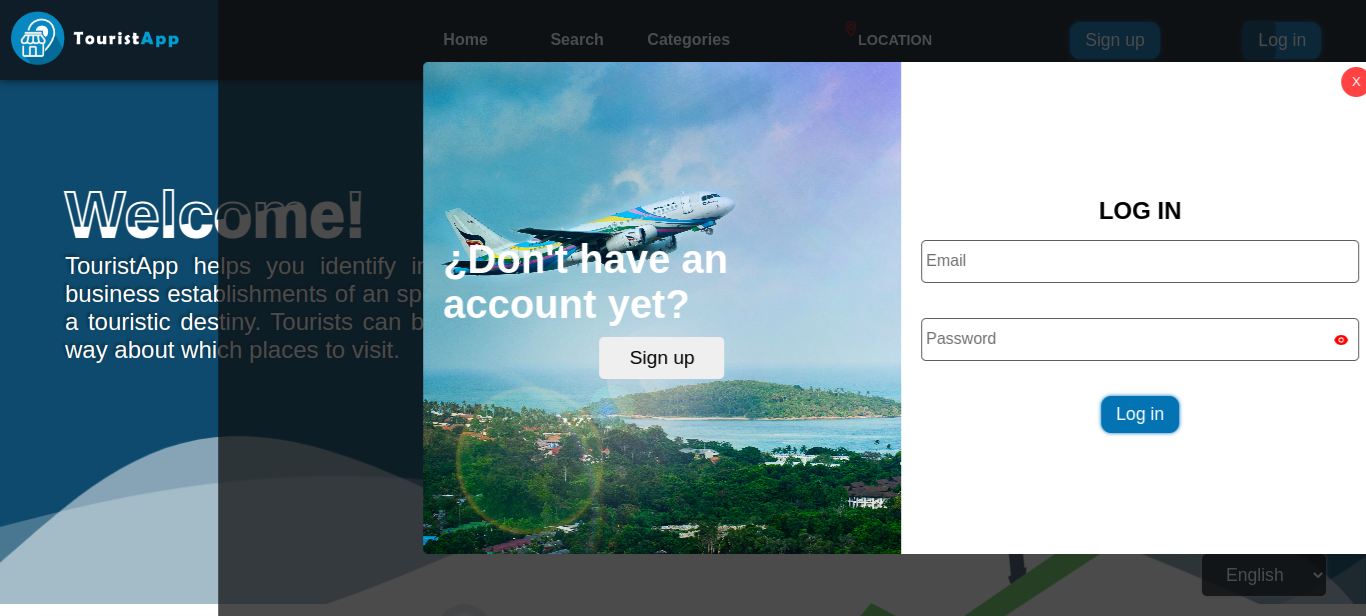 TouristApp
Home Search Categories LOCATION Sign up Log in
X
Welcome!
TouristApp helps you identify
business establishments of an
a touristic destiny. Tourists can
way about which places to visit.
¿Don't have an
account yet?
Sign up
LOG IN
Email
Password
Log in
English